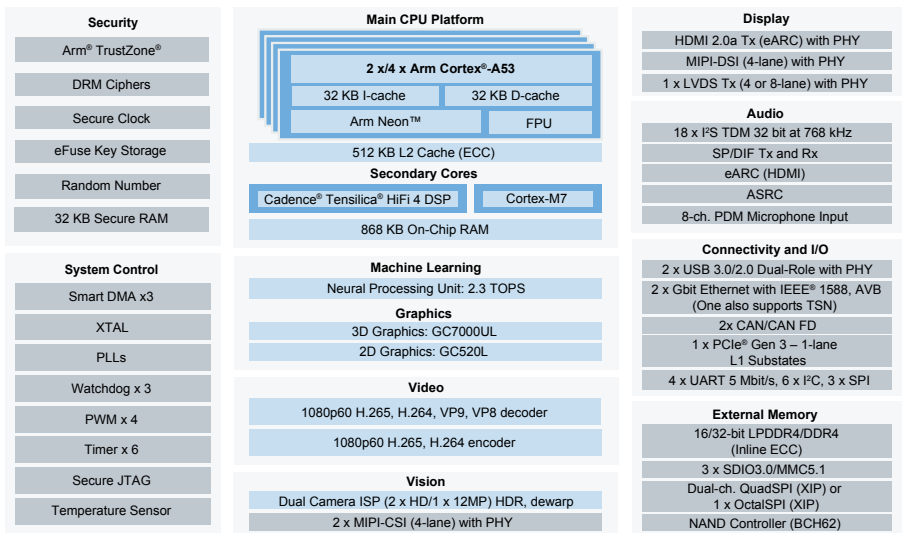 Security
Arm® TrustZone®
DRM Ciphers
Secure Clock
eFuse Key Storage
Random Number
32 KB Secure RAM
System Control
Smart DMA x3
XTAL
PLLs
Watchdog x 3
PWM x 4
Timer x 6
Secure JTAG
Temperature Sensor
Main CPU Platform
2 x/4 x Arm Cortex®-A53
32 KB I-cache
32 KB D-cache
Arm Neon™
FPU
512 KB L2 Cache (ECC)
Secondary Cores
Cadence® Tensilica® HiFi 4 DSP
Cortex-M7
868 KB On-Chip RAM
Machine Learning
Neural Processing Unit: 2.3 TOPS
Graphics
3D Graphics: GC7000UL
2D Graphics: GC520L
Video
1080p60 H.265, H.264, VP9, VP8 decoder
1080p60 H.265, H.264 encoder
Vision
Dual Camera ISP (2 x HD/1 x 12MP) HDR, dewarp
2 x MIPI-CSI (4-lane) with PHY
Display
HDMI 2.0a Tx (eARC) with PHY
MIPI-DSI (4-lane) with PHY
1 x LVDS Tx (4 or 8-lane) with PHY
Audio
18 x I²S TDM 32 bit at 768 kHz
SP/DIF Tx and Rx
eARC (HDMI)
ASRC
8-ch. PDM Microphone Input
Connectivity and I/O
2 x USB 3.0/2.0 Dual-Role with PHY
2 x Gbit Ethernet with IEEE® 1588, AVB
(One also supports TSN)
2x CAN/CAN FD
1 x PCIe® Gen 3 – 1-lane
L1 Substates
4 x UART 5 Mbit/s, 6 x I²C, 3 x SPI
External Memory
16/32-bit LPDDR4/DDR4
(Inline ECC)
3 x SDIO3.0/MMC5.1
Dual-ch. QuadSPI (XIP) or
1 x OctalSPI (XIP)
NAND Controller (BCH62)